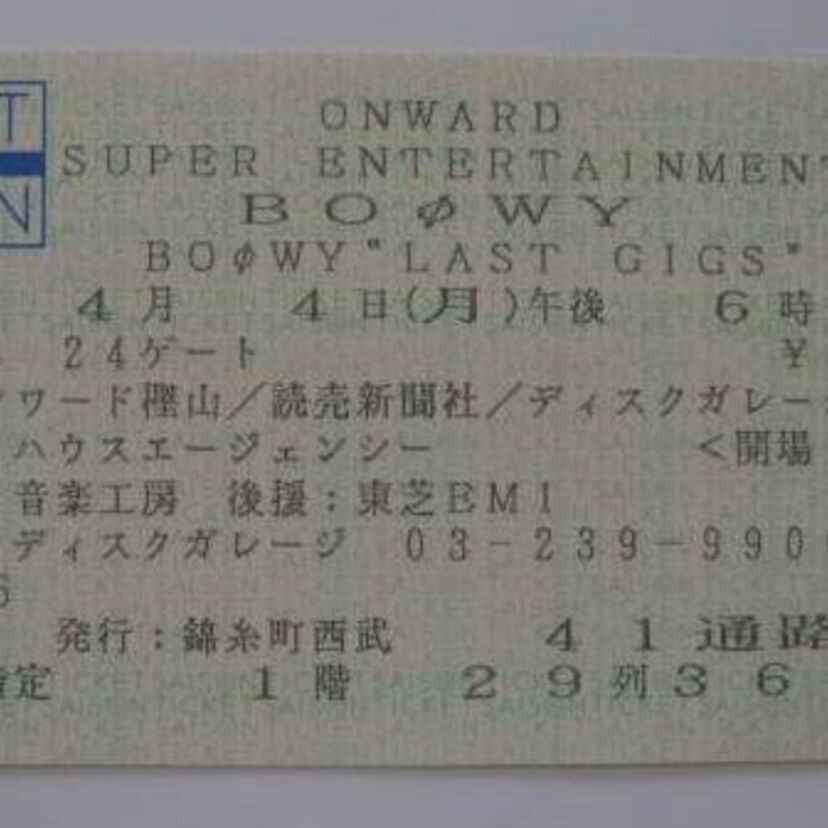 ONWARD
SUPER ENTERTAINMENT
BOØWY
BOØWY "LAST GIGS"
4月 4日(月)午後 6時
24ゲート ¥
ワード樫山/読売新聞社/ディスクガレー
ハウスエージェンシー <開場
音楽工房 後援:東芝EMI
ディスクガレージ 03-239-990
発行:錦糸町西武 41通路
指定 1階 29列36